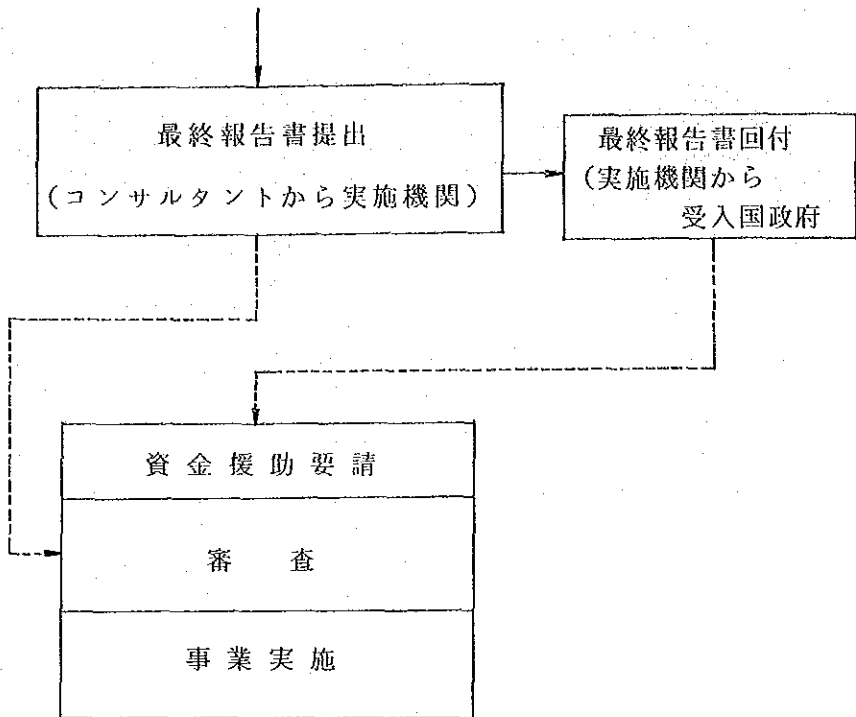 最終報告書提出
(コンサルタントから実施機関)
最終報告書回付
(実施機関から
受入国政府
資金援助要請
審査
事業実施